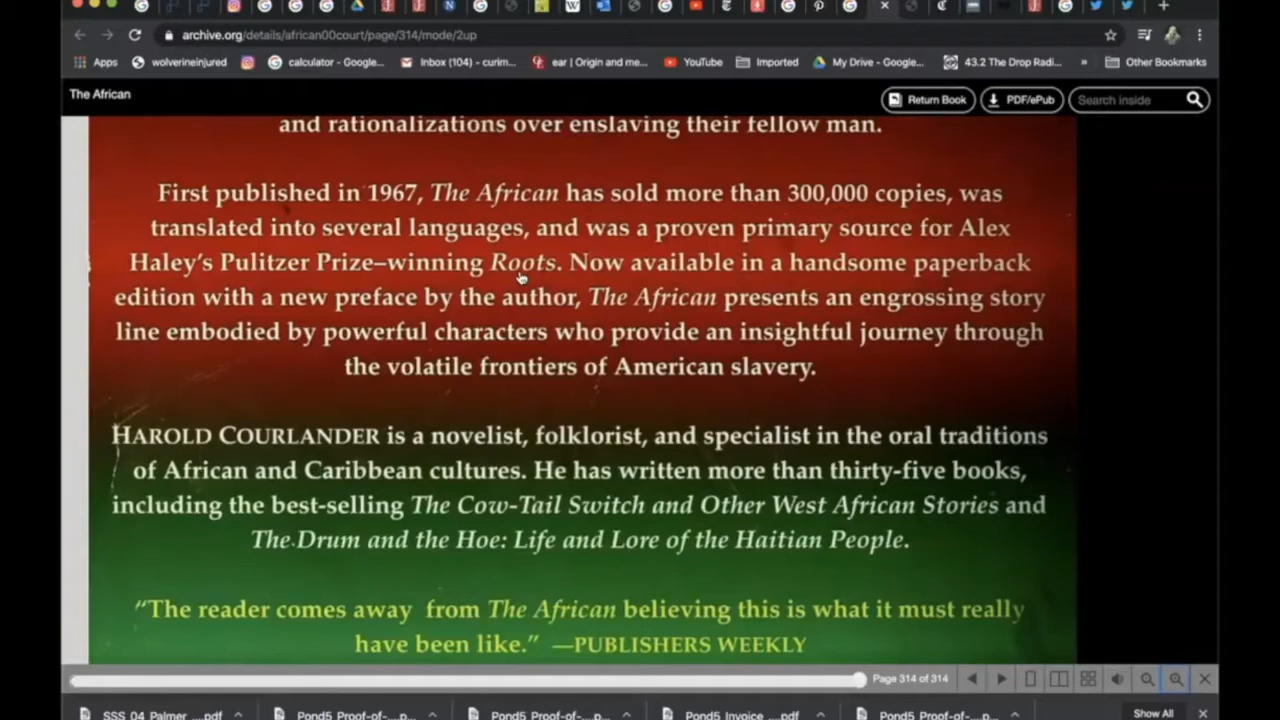 archive.org/details/african00court/page/314/mode/2up
Apps wolverineinjured calculator - Google... Inbox (104) - curim... ear | Origin and me... YouTube Imported My Drive - Google... 43.2 The Drop Radi... » Other Bookmarks
The African Return Book PDF/ePub Search inside
and rationalizations over enslaving their fellow man.
First published in 1967, The African has sold more than 300,000 copies, was
translated into several languages, and was a proven primary source for Alex
Haley's Pulitzer Prize–winning Roots. Now available in a handsome paperback
edition with a new preface by the author, The African presents an engrossing story
line embodied by powerful characters who provide an insightful journey through
the volatile frontiers of American slavery.
HAROLD COURLANDER is a novelist, folklorist, and specialist in the oral traditions
of African and Caribbean cultures. He has written more than thirty-five books,
including the best-selling The Cow-Tail Switch and Other West African Stories and
The Drum and the Hoe: Life and Lore of the Haitian People.
“The reader comes away from The African believing this is what it must really
have been like.” —PUBLISHERS WEEKLY
Page 314 of 314
SSS_04_Palmer_....pdf Pond5_Proof-of-....p... Pond5_Proof-of-....p... Pond5_Invoice_....pdf Pond5_Proof-of-....p... Show All